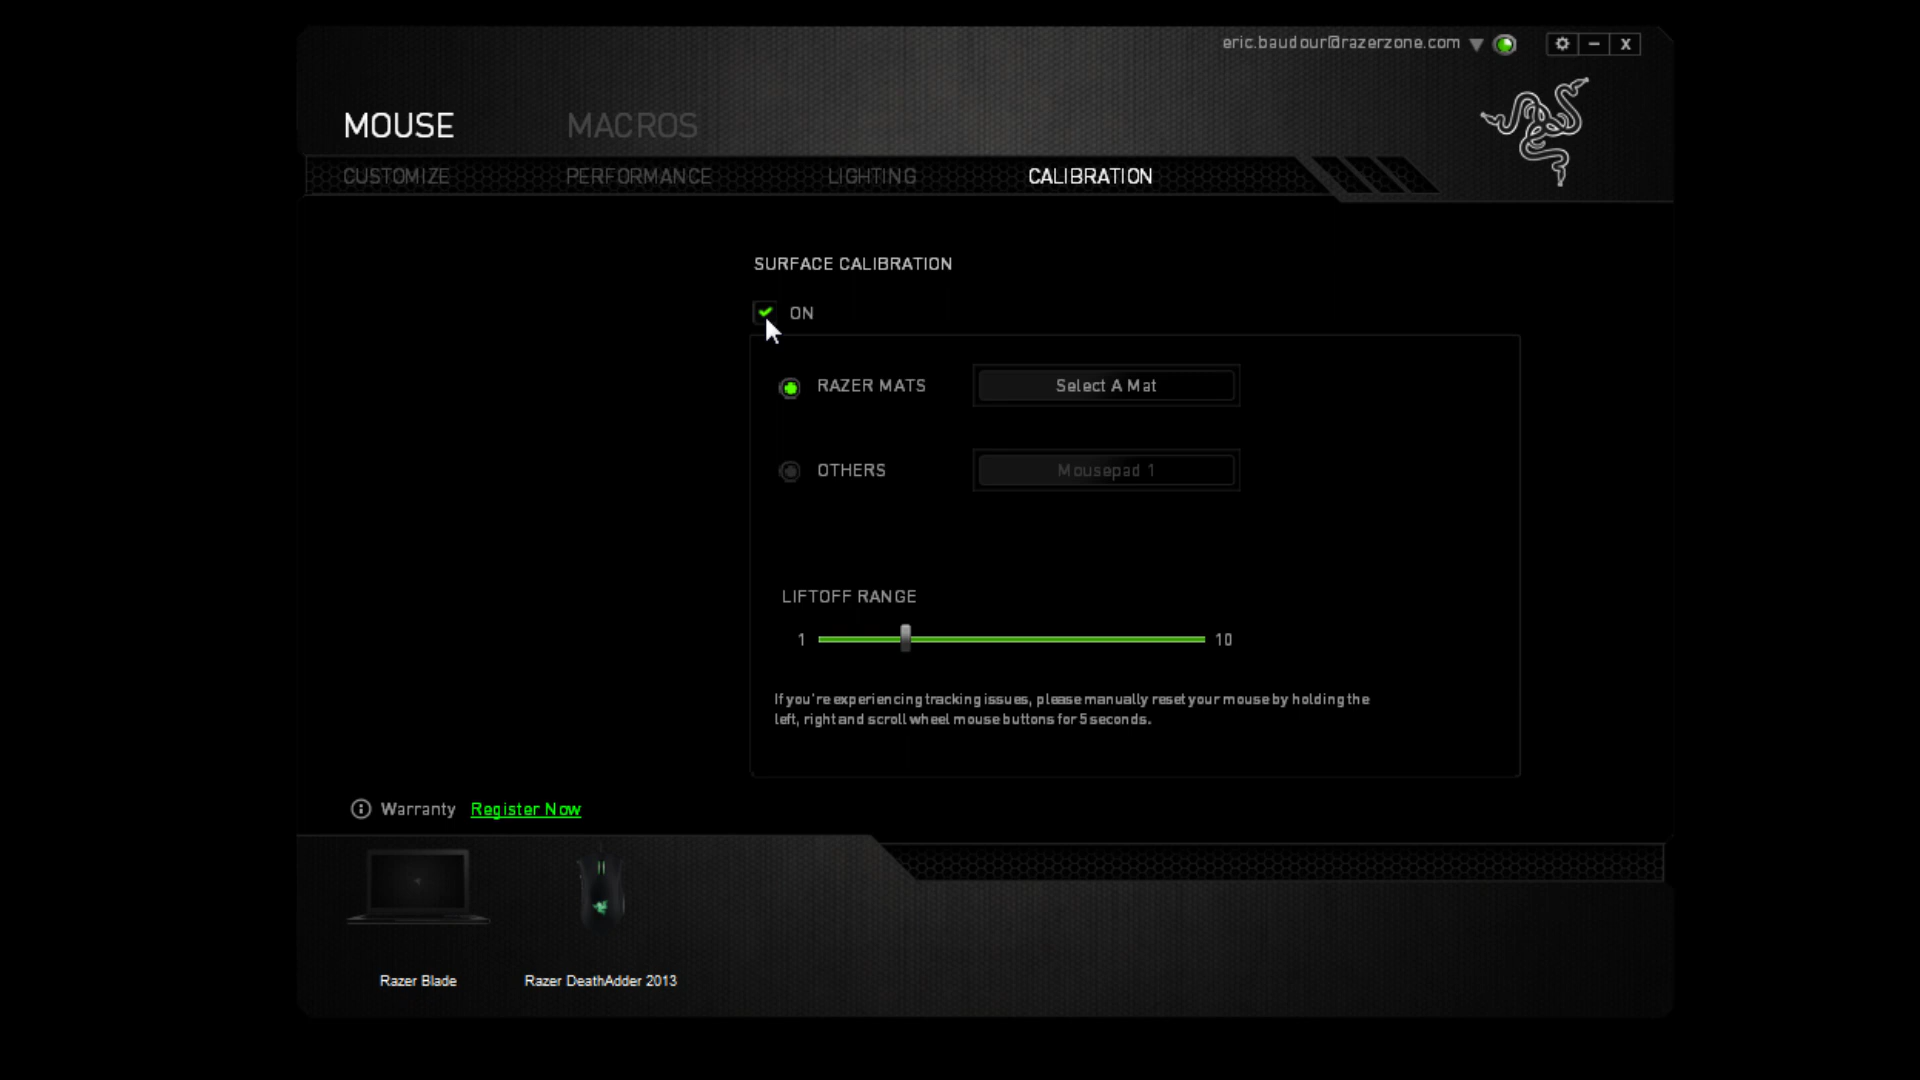 eric.baudour@razerzone.com
X
MOUSE MACROS
CUSTOMIZE PERFORMANCE LIGHTING CALIBRATION
SURFACE CALIBRATION
ON
RAZER MATS Select A Mat
OTHERS Mousepad 1
LIFTOFF RANGE
1 10
If you're experiencing tracking issues, please manually reset your mouse by holding the
left, right and scroll wheel mouse buttons for 5 seconds.
Warranty Register Now
Razer Blade Razer DeathAdder 2013